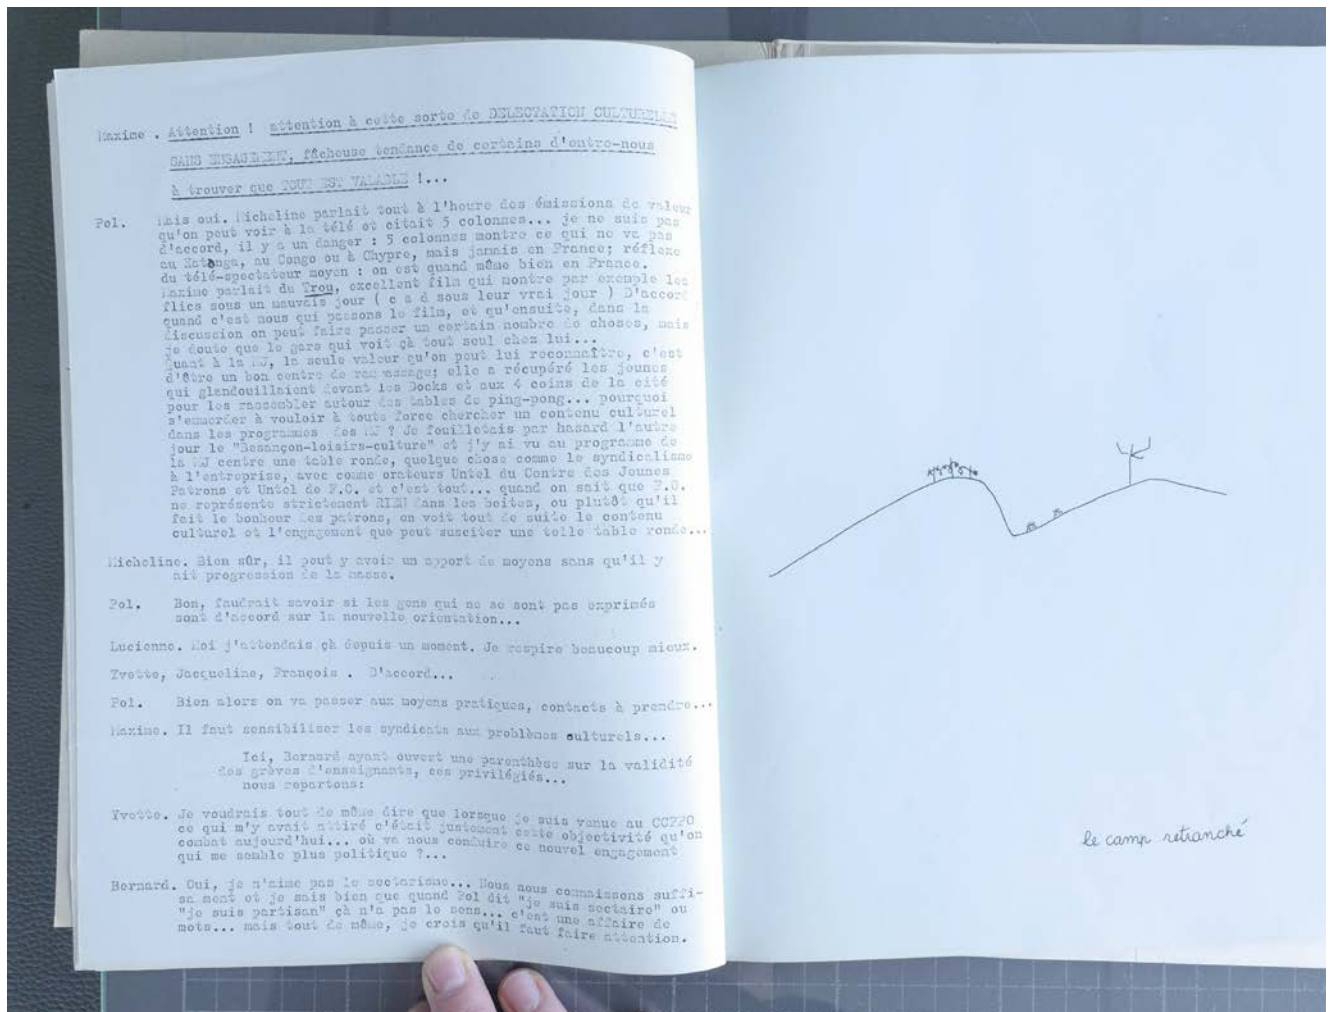 Maxime . Attention ! attention à cette sorte de DELECTATION CULTURELLE
SANS ENGAGEMENT, fâcheuse tendance de certains d'entre-nous
à trouver que TOUT EST VALABLE !...
Pol. Mais oui. Micheline parlait tout à l'heure des émissions de valeur
qu'on peut voir à la télé et citait 5 colonnes... je ne suis pas
d'accord, il y a un danger : 5 colonnes montre ce qui ne va pas
au Katanga, au Congo ou à Chypre, mais jamais en France; réflexe
du télé-spectateur moyen : on est quand même bien en France.
Maxime parlait du Trou, excellent film qui montre par exemple les
flics sous un mauvais jour ( c a d sous leur vrai jour ) D'accord
quand c'est nous qui passons le film, et qu'ensuite, dans la
discussion on peut faire passer un certain nombre de choses, mais
je doute que le gars qui voit çà tout seul chez lui...
Quant à la MJ, la seule valeur qu'on peut lui reconnaître, c'est
d'être un bon centre de ramassage; elle a récupéré les jeunes
qui glandouillaient devant les Docks et aux 4 coins de la cité
pour les rassembler autour des tables de ping-pong... pourquoi
s'emmerder à vouloir à toute force chercher un contenu culturel
dans les programmes des MJ ? Je feuilletais par hasard l'autre
jour le "Besançon-loisirs-culture" et j'y ai vu au programme de
la MJ centre une table ronde, quelque chose comme le syndicalisme
à l'entreprise, avec comme orateurs Untel du Centre des Jeunes
Patrons et Untel de F.O. et c'est tout... quand on sait que F.O.
ne représente strictement RIEN dans les boites, ou plutôt qu'il
fait le bonheur des patrons, on voit tout de suite le contenu
culturel et l'engagement que peut susciter une telle table ronde...
Micheline. Bien sûr, il peut y avoir un apport de moyens sans qu'il y
ait progression de la masse.
Pol. Bon, faudrait savoir si les gens qui ne se sont pas exprimés
sont d'accord sur la nouvelle orientation...
Lucienne. Moi j'attendais çà depuis un moment. Je respire beaucoup mieux.
Yvette, Jacqueline, François . D'accord...
Pol. Bien alors on va passer aux moyens pratiques, contacts à prendre...
Maxime. Il faut sensibiliser les syndicats aux problèmes culturels...
Ici, Bernard ayant ouvert une parenthèse sur la validité
des grèves d'enseignants, ces privilégiés...
nous repartons:
Yvette. Je voudrais tout de même dire que lorsque je suis venue au CCPPO
ce qui m'y avait attiré c'était justement cette objectivité qu'on
combat aujourd'hui... où va nous conduire ce nouvel engagement
qui me semble plus politique ?...
Bernard. Oui, je n'aime pas le sectarisme... Nous nous connaissons suffi-
sa ment et je sais bien que quand Pol dit "je suis sectaire" ou
"je suis partisan" çà n'a pas le sens... c'est une affaire de
mots... mais tout de même, je crois qu'il faut faire attention.
le camp retranché